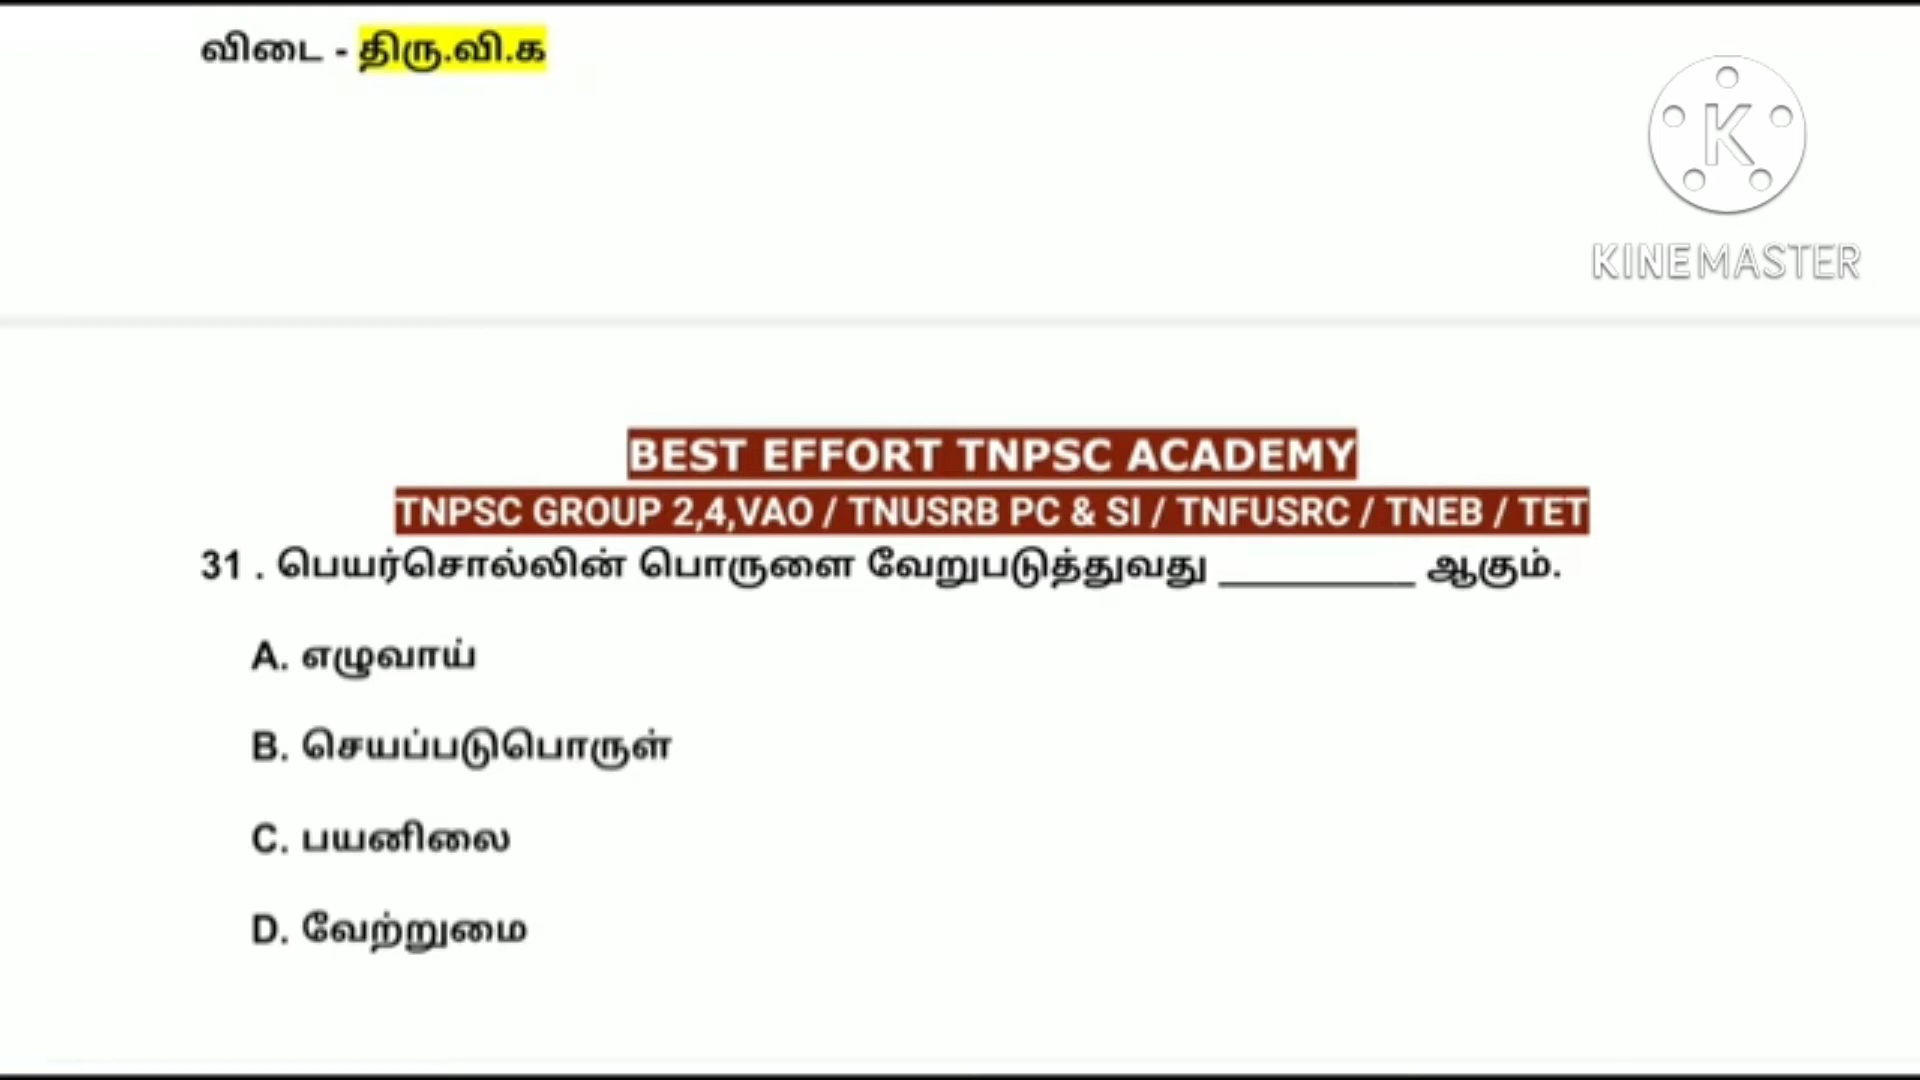 விடை - திரு.வி.க
K
KINEMASTER
BEST EFFORT TNPSC ACADEMY
TNPSC GROUP 2,4,VAO / TNUSRB PC & SI / TNFUSRC / TNEB / TET
31 . பெயர்சொல்லின் பொருளை வேறுபடுத்துவது __________ ஆகும்.
A. எழுவாய்
B. செயப்படுபொருள்
C. பயனிலை
D. வேற்றுமை